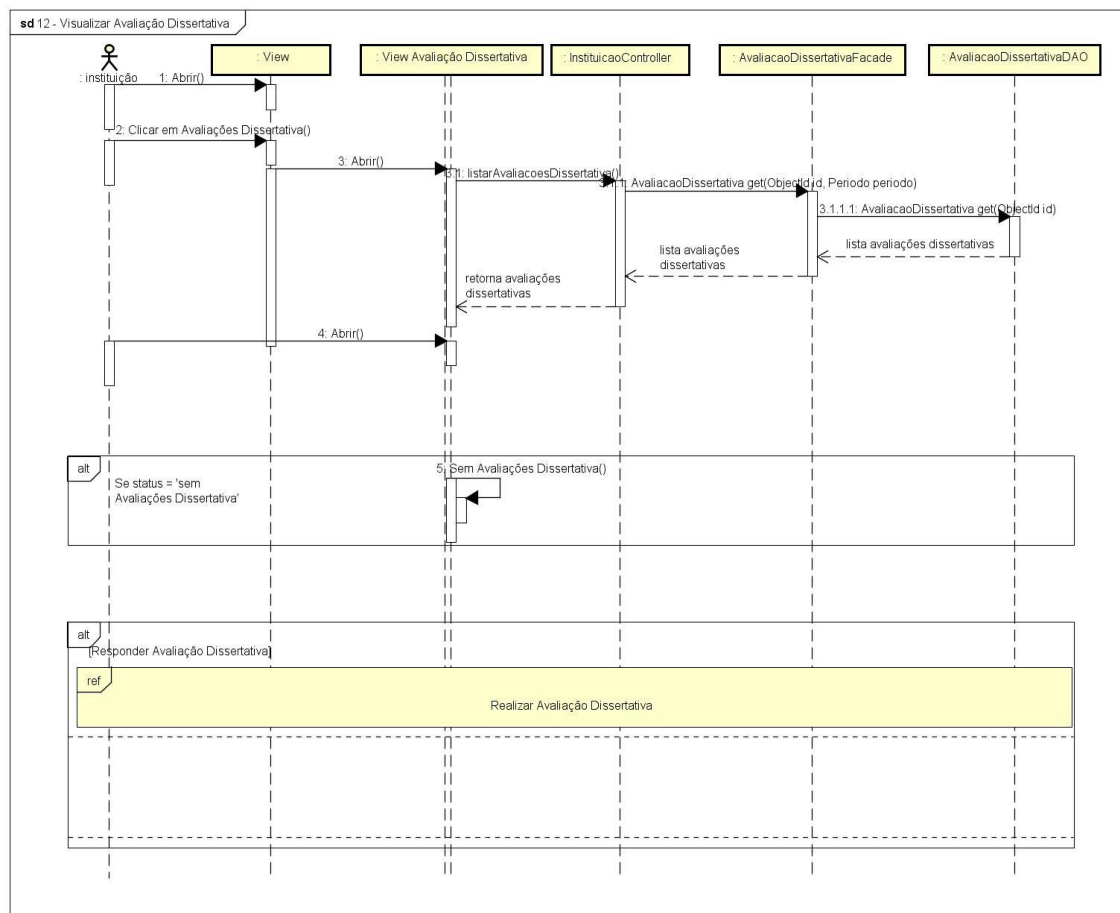 sd 12 - Visualizar Avaliação Dissertativa
: instituição
: View
: View Avaliação Dissertativa
: InstituicaoController
: AvaliacaoDissertativaFacade
: AvaliacaoDissertativaDAO
1: Abrir()
2: Clicar em Avaliações Dissertativa()
3: Abrir()
3.1: listarAvaliacoesDissertativa()
3.1.1: AvaliacaoDissertativa get(ObjectId id, Periodo periodo)
3.1.1.1: AvaliacaoDissertativa get(ObjectId id)
lista avaliações dissertativas
lista avaliações
dissertativas
retorna avaliações
dissertativas
4: Abrir()
alt
Se status = 'sem
Avaliações Dissertativa'
5: Sem Avaliações Dissertativa()
alt
[Responder Avaliação Dissertativa]
ref
Realizar Avaliação Dissertativa